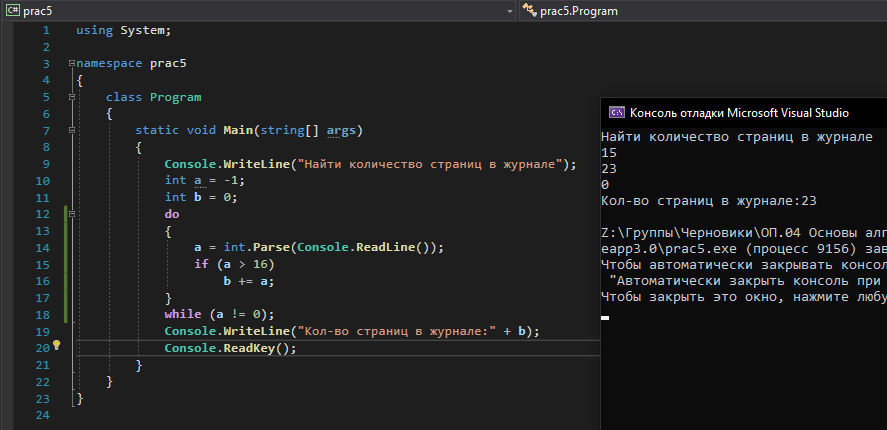 C# prac5
prac5.Program
1 using System;
2
3 namespace prac5
4 {
5 class Program
6 {
7 static void Main(string[] args)
8 {
9 Console.WriteLine("Найти количество страниц в журнале");
10 int a = -1;
11 int b = 0;
12 do
13 {
14 a = int.Parse(Console.ReadLine());
15 if (a > 16)
16 b += a;
17 }
18 while (a != 0);
19 Console.WriteLine("Кол-во страниц в журнале:" + b);
20 Console.ReadKey();
21 }
22 }
23 }
24
Консоль отладки Microsoft Visual Studio
Найти количество страниц в журнале
15
23
0
Кол-во страниц в журнале:23
Z:\Группы\Черновики\ОП.04 Основы алг
eapp3.0\prac5.exe (процесс 9156) зав
Чтобы автоматически закрывать консол
"Автоматически закрыть консоль при
Чтобы закрыть это окно, нажмите любу